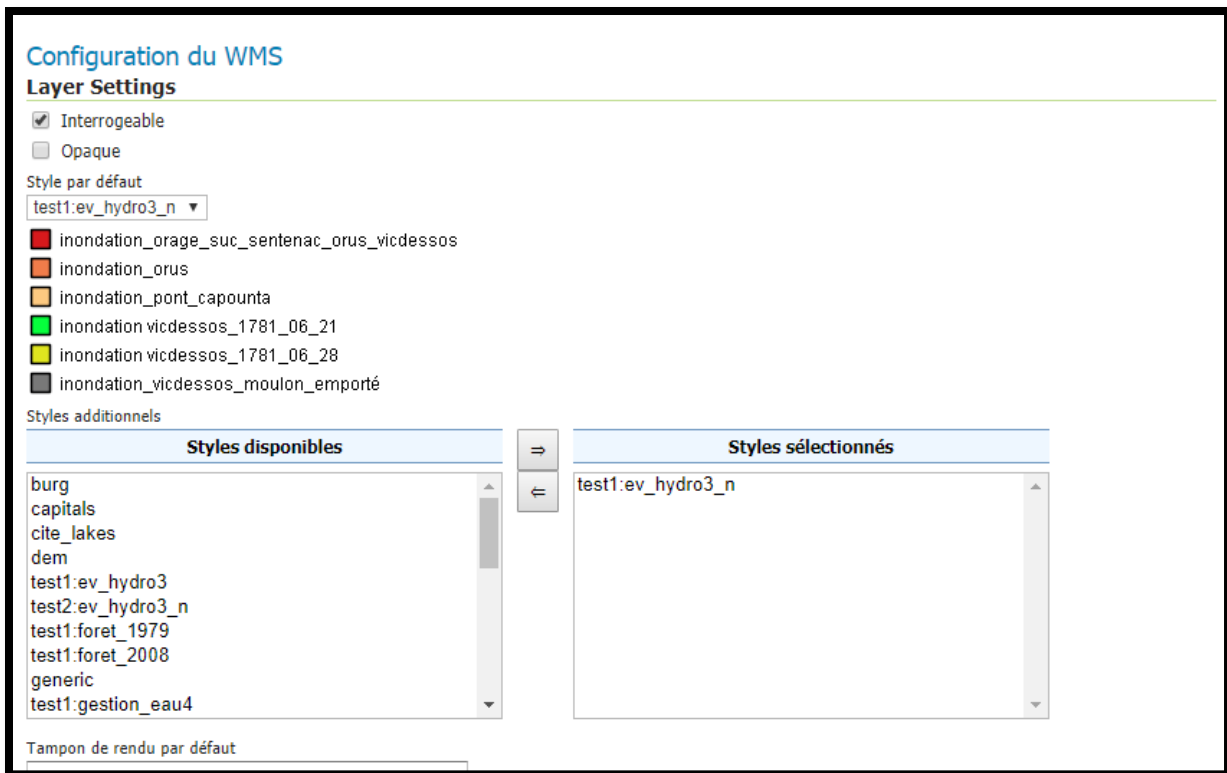 Configuration du WMS
Layer Settings
Interrogeable
Opaque
Style par défaut
test1:ev_hydro3_n
inondation_orage_suc_sentenac_orus_vicdessos
inondation_orus
inondation_pont_capounta
inondation vicdessos_1781_06_21
inondation vicdessos_1781_06_28
inondation_vicdessos_moulon_emporté
Styles additionnels
Styles disponibles
Styles sélectionnés
burg
capitals
cite_lakes
dem
test1:ev_hydro3
test2:ev_hydro3_n
test1:foret_1979
test1:foret_2008
generic
test1:gestion_eau4
test1:ev_hydro3_n
Tampon de rendu par défaut